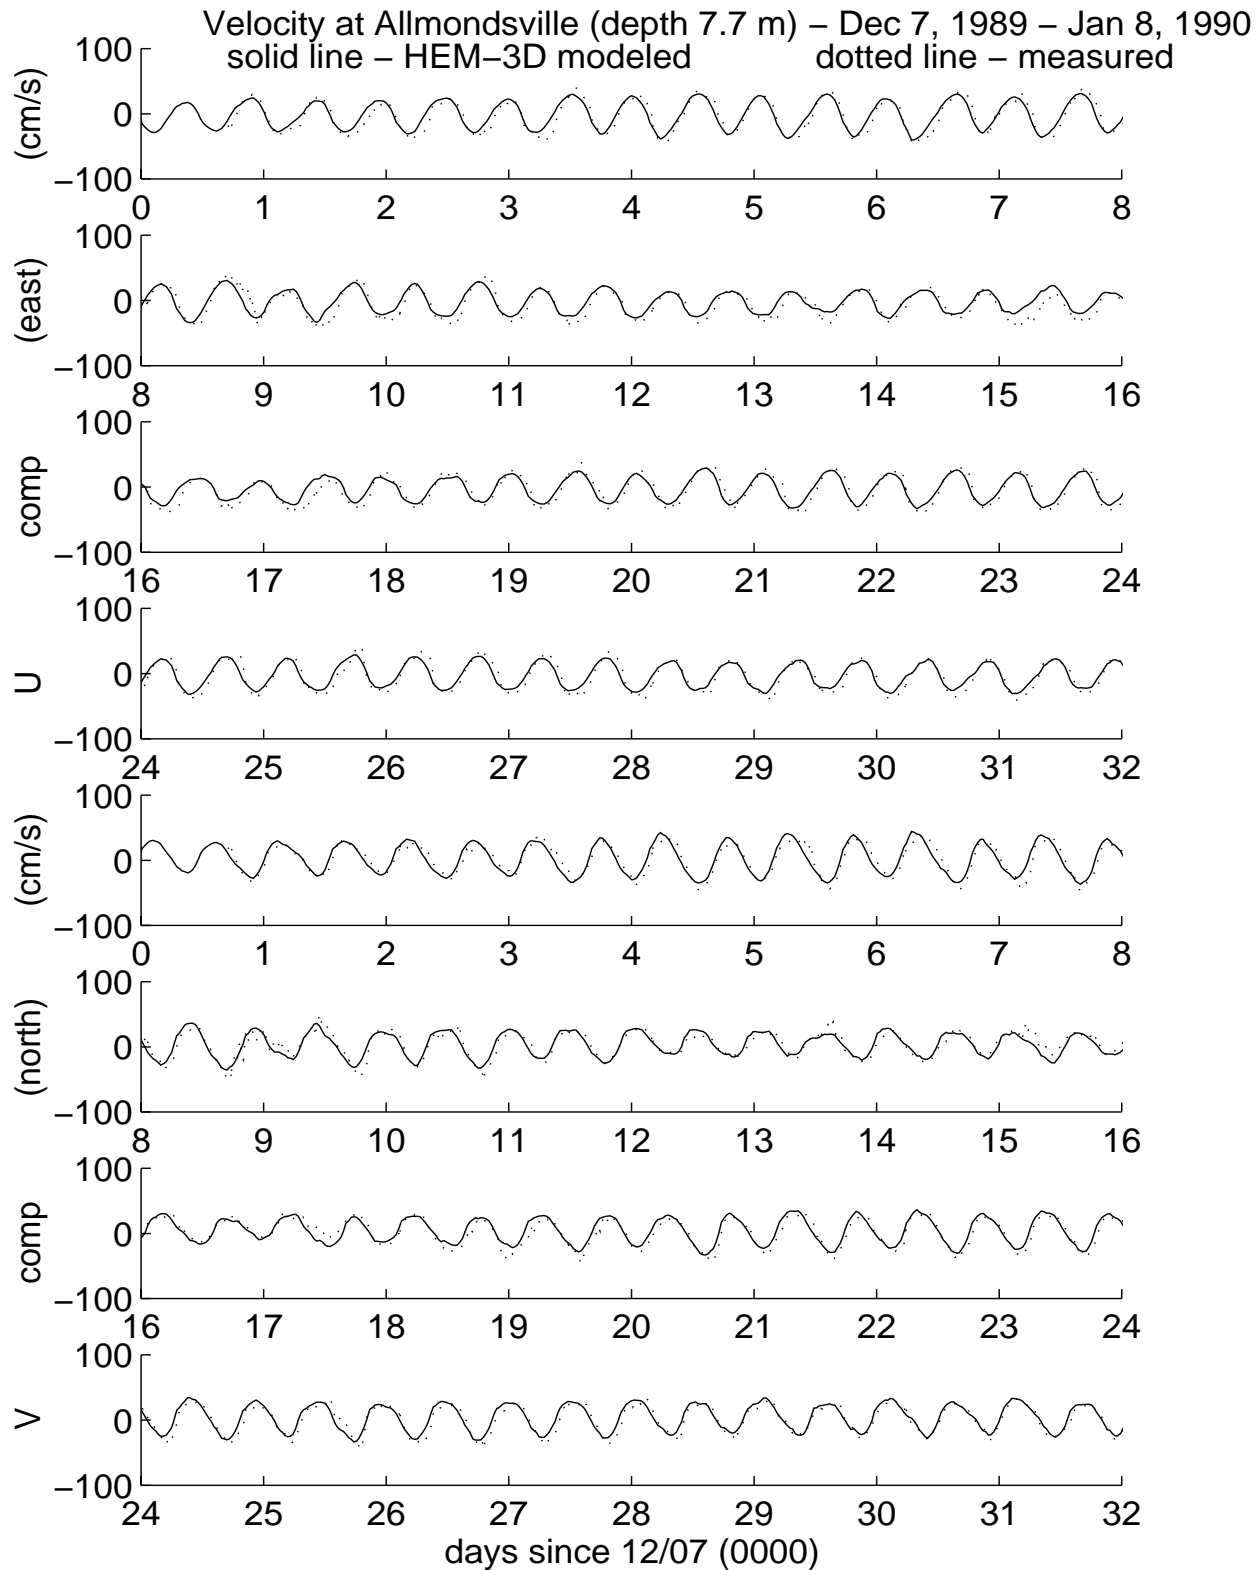 Velocity at Allmondsville (depth 7.7 m) – Dec 7, 1989 – Jan 8, 1990
solid line – HEM–3D modeled dotted line – measured
100
0
–100
(cm/s)
0 1 2 3 4 5 6 7 8
100
0
–100
(east)
8 9 10 11 12 13 14 15 16
100
0
–100
comp
16 17 18 19 20 21 22 23 24
100
0
–100
U
24 25 26 27 28 29 30 31 32
100
0
–100
(cm/s)
0 1 2 3 4 5 6 7 8
100
0
–100
(north)
8 9 10 11 12 13 14 15 16
100
0
–100
comp
16 17 18 19 20 21 22 23 24
100
0
–100
V
24 25 26 27 28 29 30 31 32
days since 12/07 (0000)